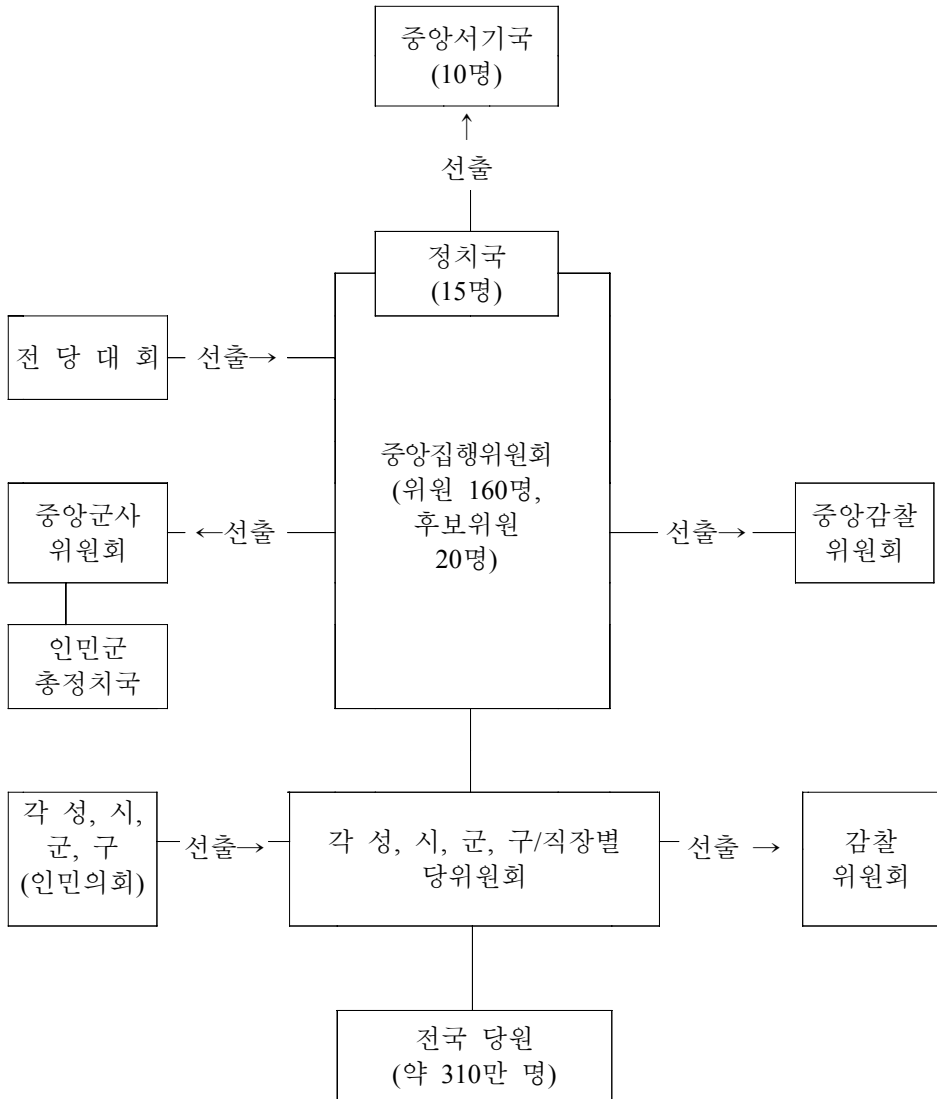 중앙서기국
(10명)
↑
선출
정치국
(15명)
전 당 대 회
선출→
중앙집행위원회
(위원 160명,
후보위원
20명)
중앙군사
위원회
←선출
선출→
중앙감찰
위원회
인민군
총정치국
각 성, 시,
군, 구
(인민의회)
선출→
각 성, 시, 군, 구/직장별
당위원회
선출 →
감찰
위원회
전국 당원
(약 310만 명)